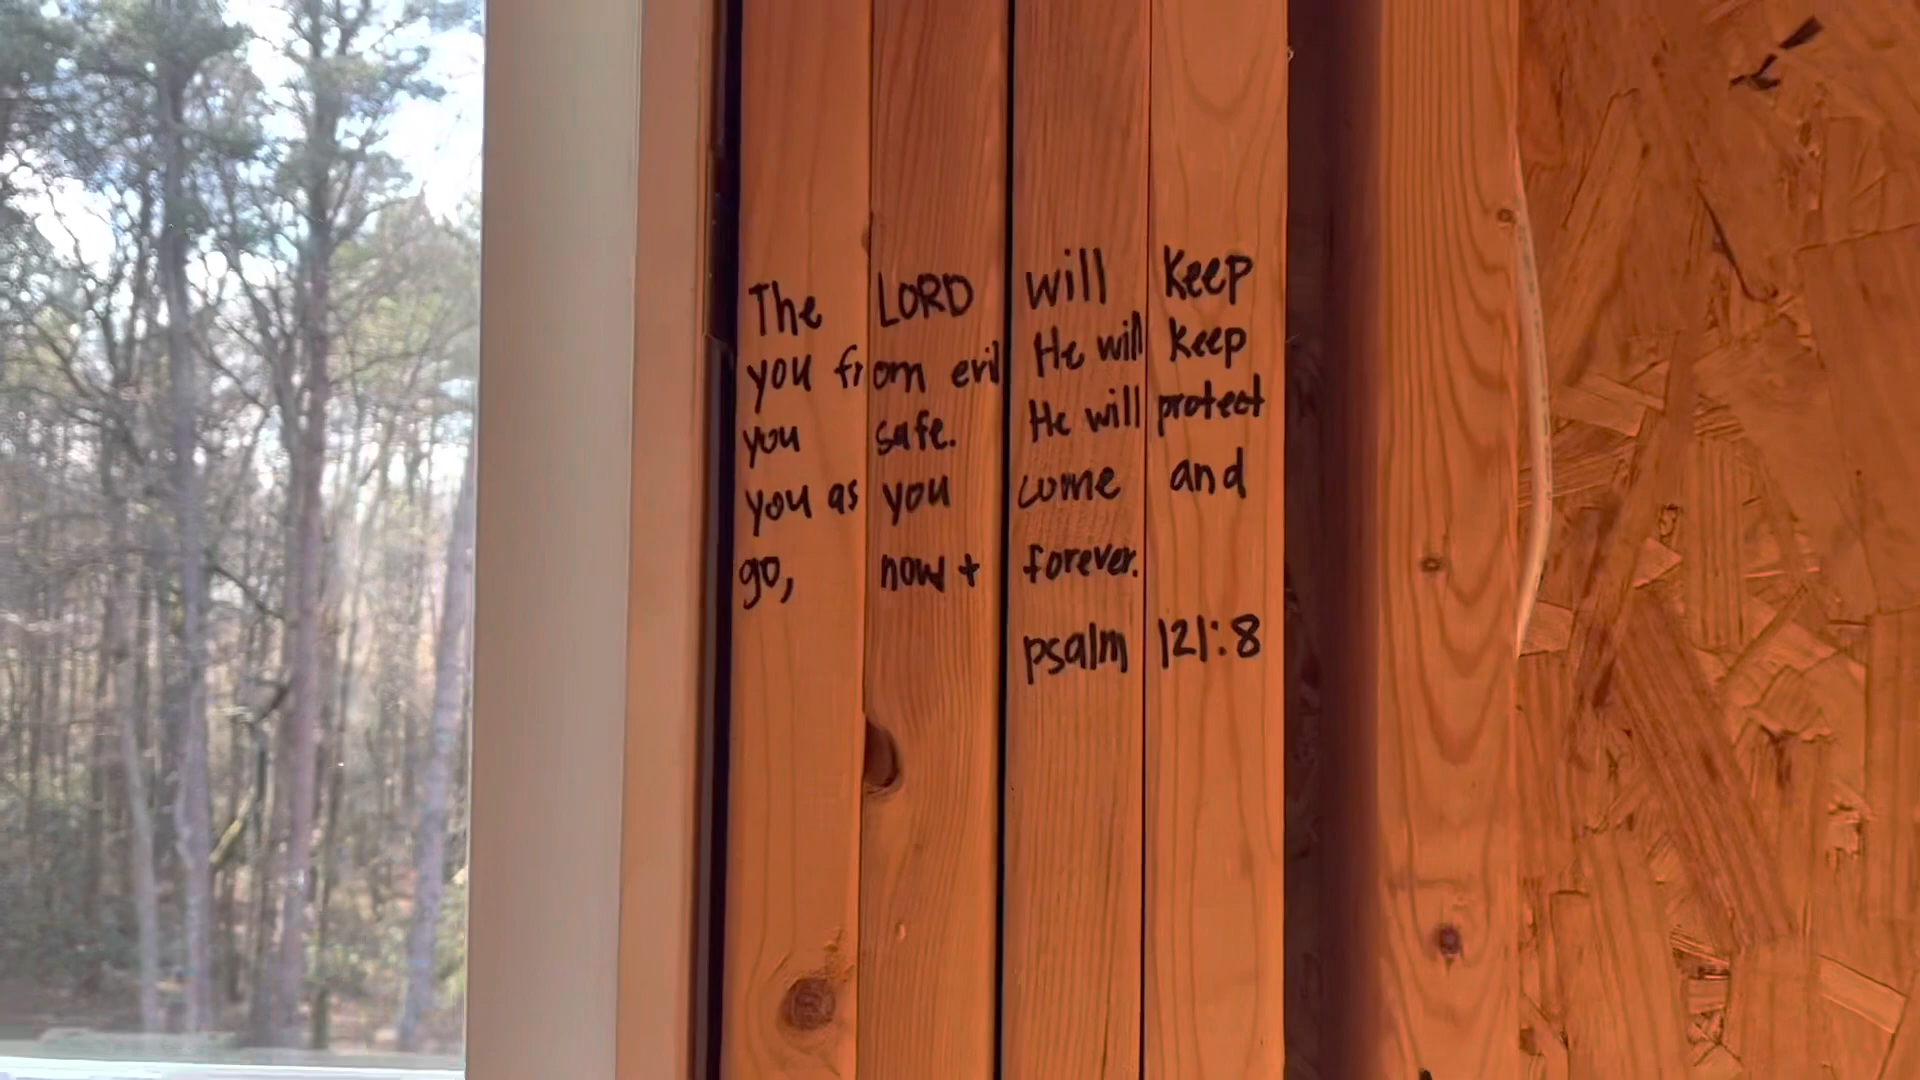 The LORD will keep
you from evil He will keep
you safe. He will protect
you as you come and
go, now + forever.
psalm 121:8